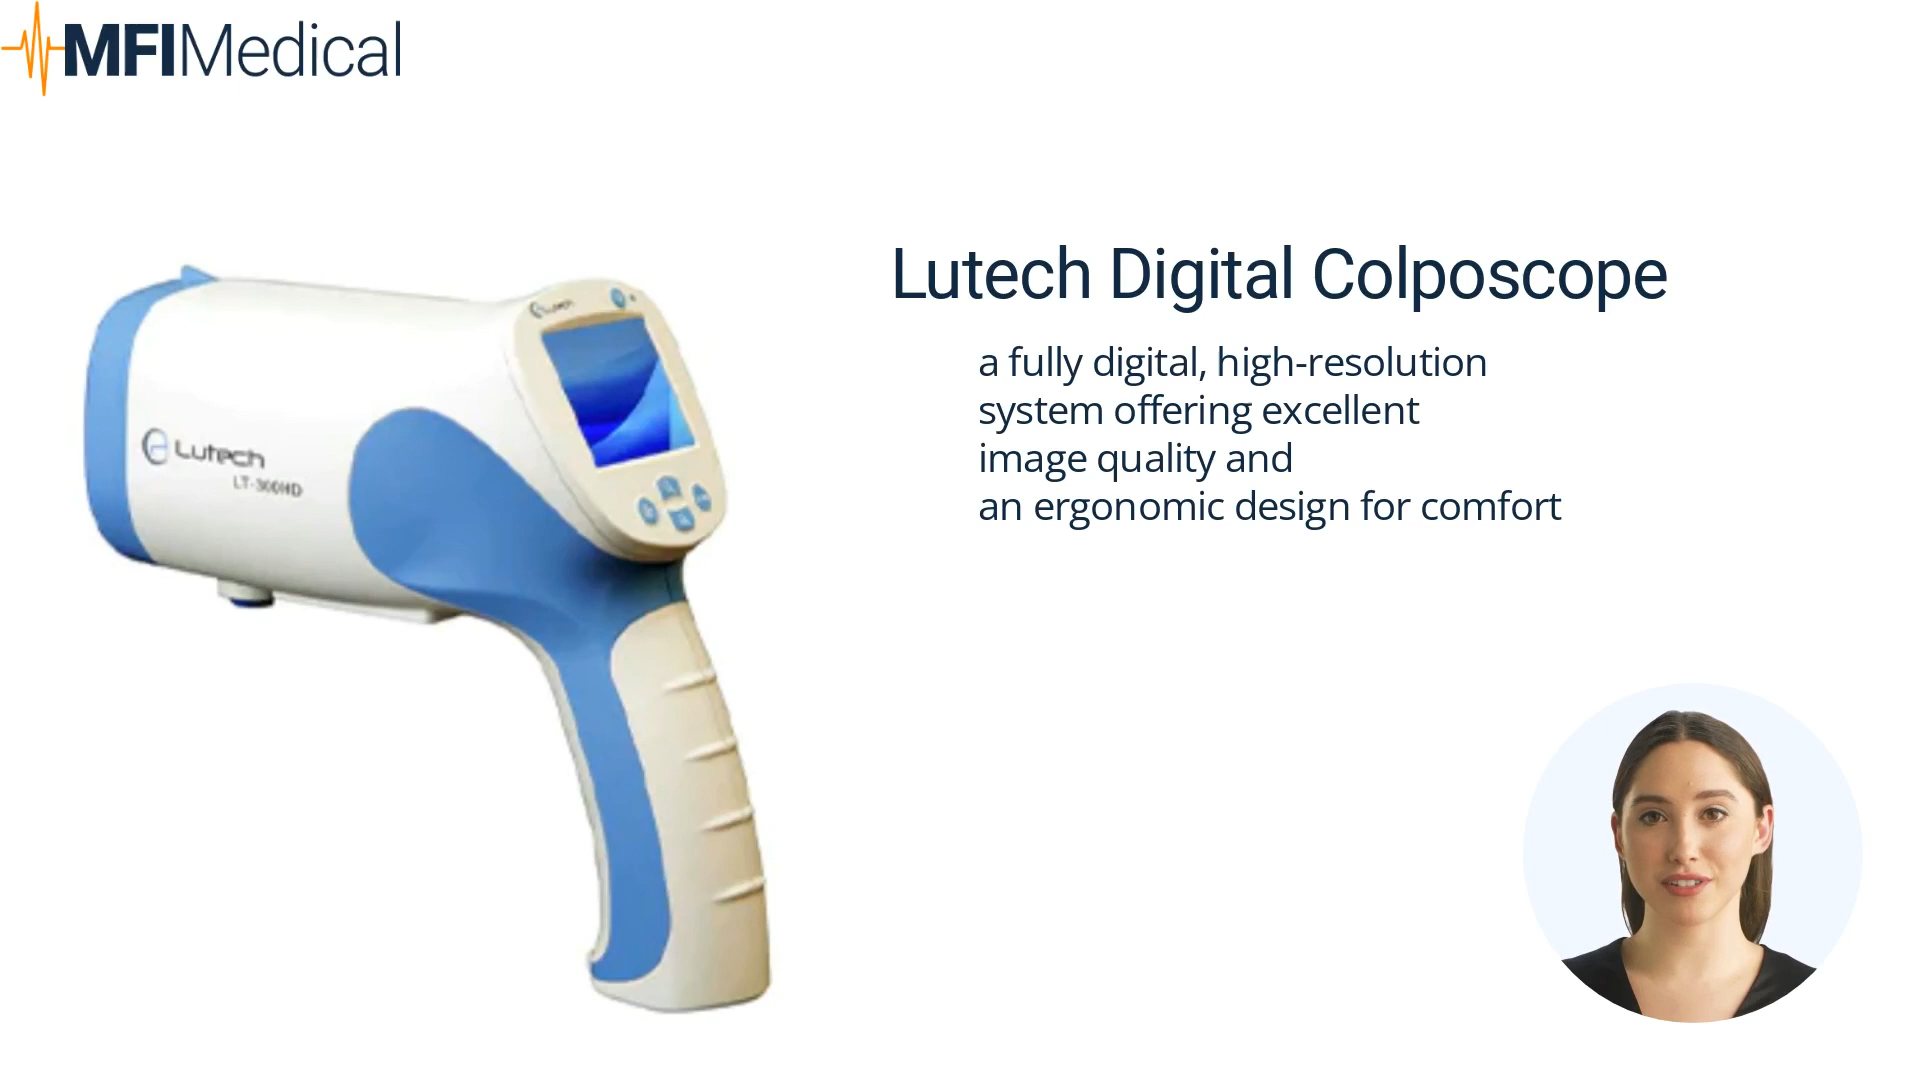 MFIMedical
Lutech Digital Colposcope
a fully digital, high-resolution
system offering excellent
image quality and
an ergonomic design for comfort
Lutech
Lutech
LT-300HD